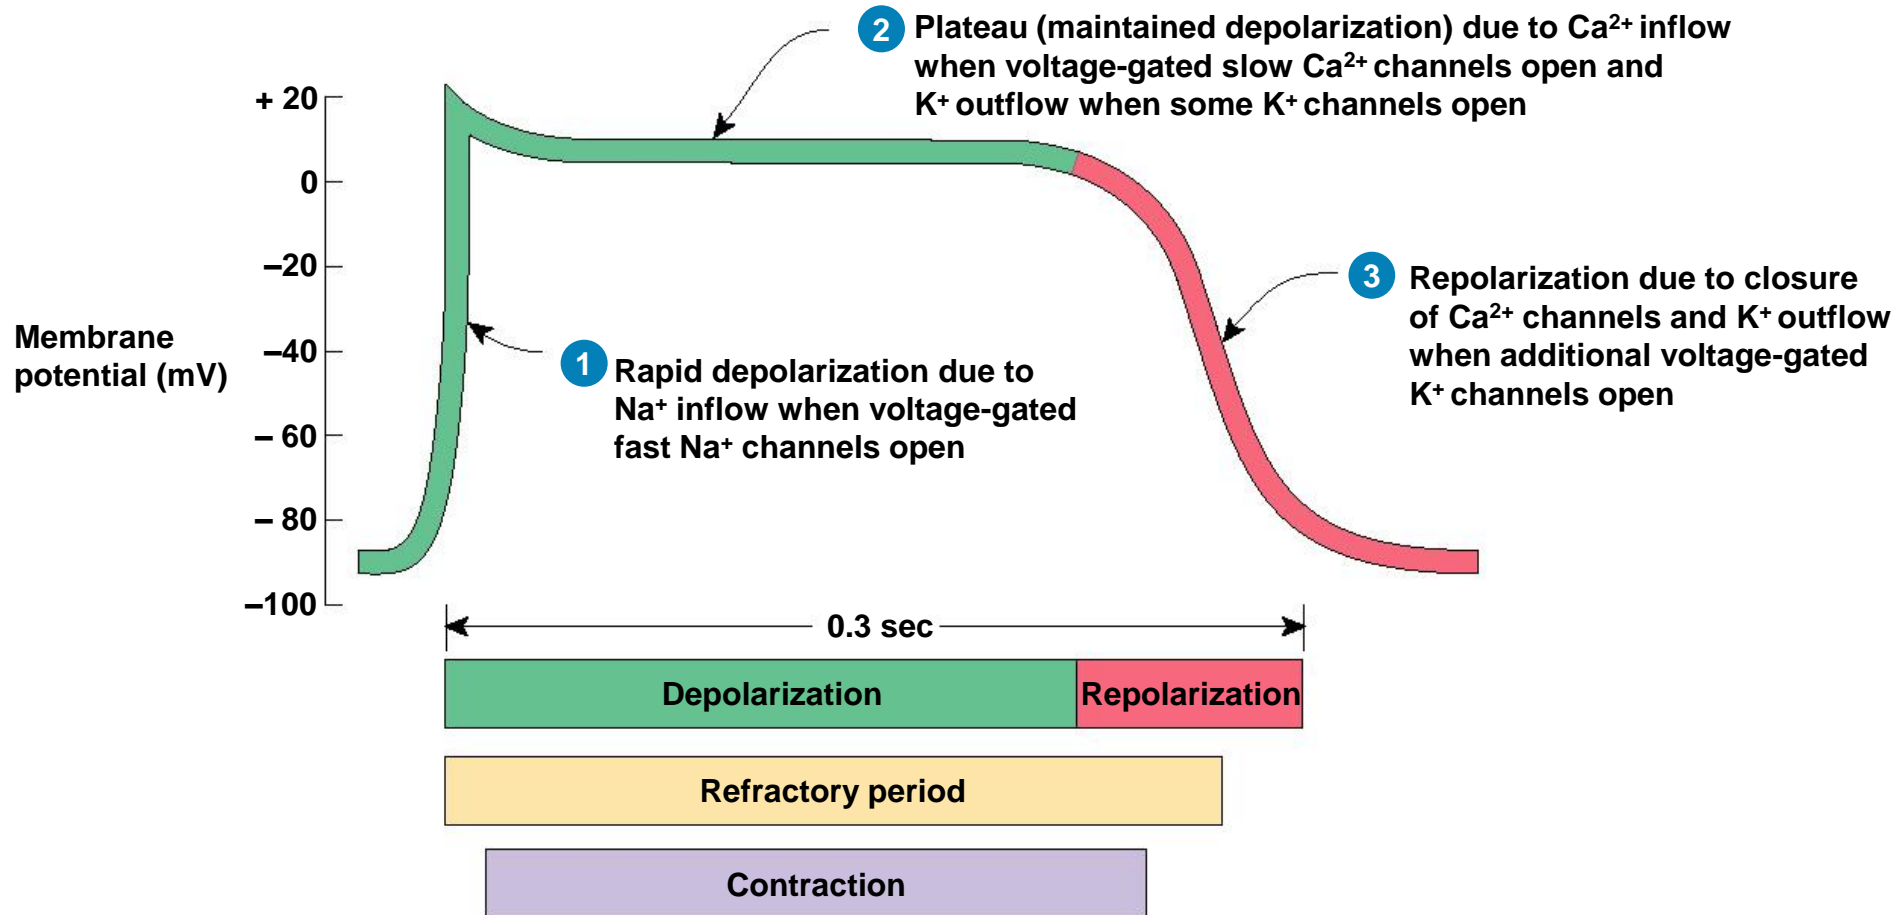 2 Plateau (maintained depolarization) due to Ca²⁺ inflow
when voltage-gated slow Ca²⁺ channels open and
K⁺ outflow when some K⁺ channels open
+ 20
0
–20
–40
– 60
– 80
–100
Membrane
potential (mV)
1 Rapid depolarization due to
Na⁺ inflow when voltage-gated
fast Na⁺ channels open
3 Repolarization due to closure
of Ca²⁺ channels and K⁺ outflow
when additional voltage-gated
K⁺ channels open
0.3 sec
Depolarization
Repolarization
Refractory period
Contraction